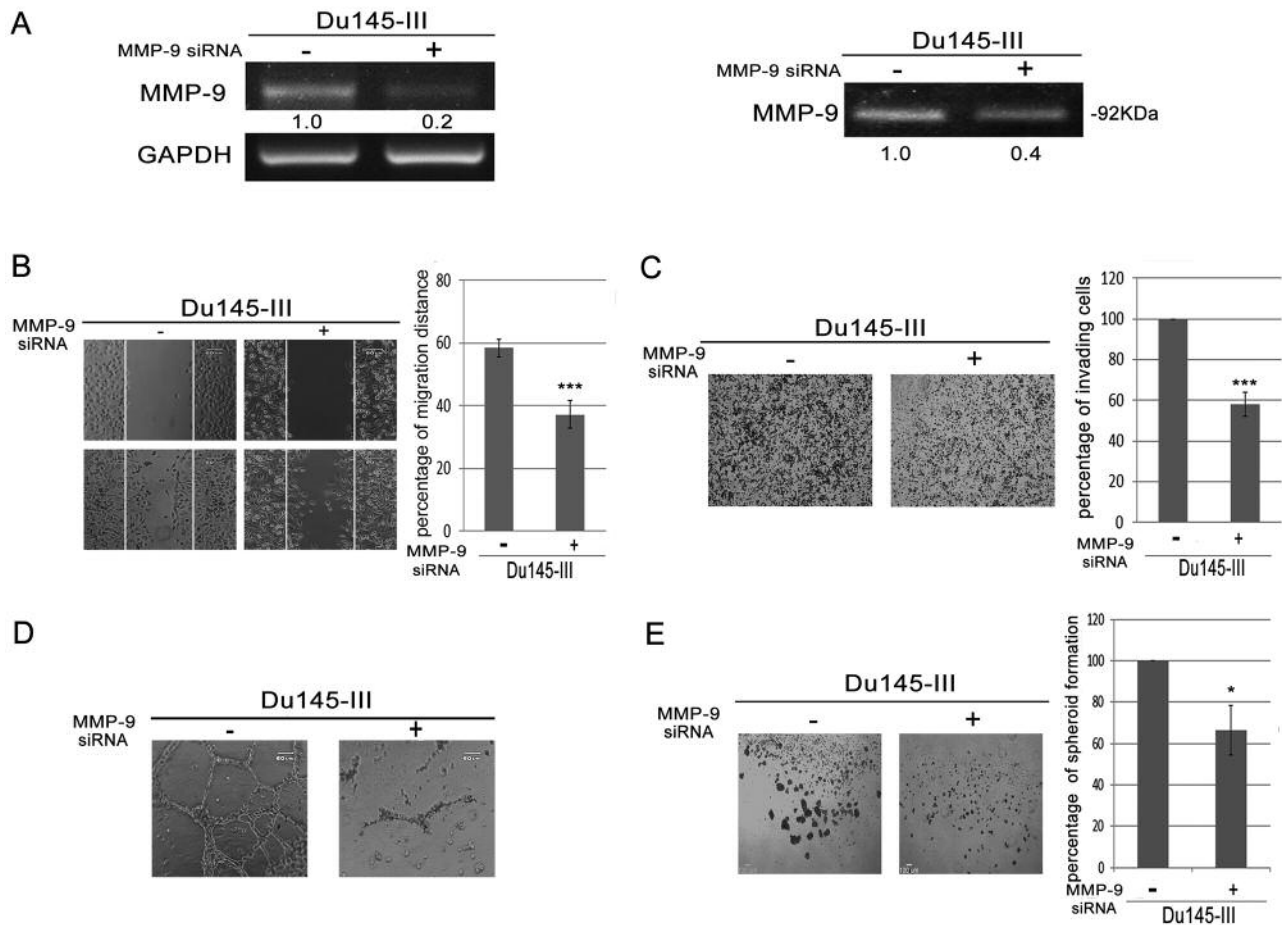 A
Du145-III
MMP-9 siRNA - +
MMP-9
1.0 0.2
GAPDH
Du145-III
MMP-9 siRNA - +
MMP-9 -92KDa
1.0 0.4
B
Du145-III
MMP-9
siRNA - +
percentage of migration distance
80
60
40
20
0
***
MMP-9
siRNA - +
Du145-III
C
Du145-III
MMP-9
siRNA - +
percentage of invading cells
120
100
80
60
40
20
0
***
MMP-9
siRNA - +
Du145-III
D
Du145-III
MMP-9
siRNA - +
E
Du145-III
MMP-9
siRNA - +
percentage of spheroid formation
120
100
80
60
40
20
0
*
MMP-9
siRNA - +
Du145-III